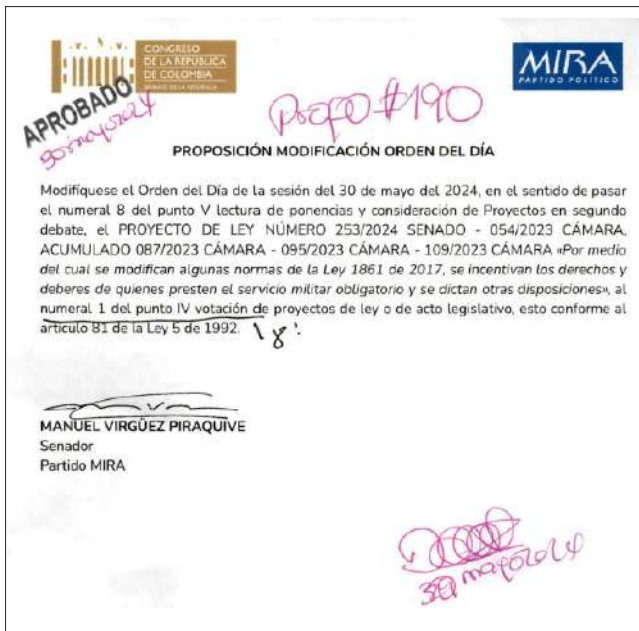 CONGRESO
DE LA REPÚBLICA
DE COLOMBIA
MIRA
PARTIDO POLÍTICO
APROBADO
30 mayo 2024
Propo #190
PROPOSICIÓN MODIFICACIÓN ORDEN DEL DÍA
Modifíquese el Orden del Día de la sesión del 30 de mayo del 2024, en el sentido de pasar
el numeral 8 del punto V lectura de ponencias y consideración de Proyectos en segundo
debate, el PROYECTO DE LEY NÚMERO 253/2024 SENADO - 054/2023 CÁMARA,
ACUMULADO 087/2023 CÁMARA - 095/2023 CÁMARA - 109/2023 CÁMARA «Por medio
del cual se modifican algunas normas de la Ley 1861 de 2017, se incentivan los derechos y
deberes de quienes presten el servicio militar obligatorio y se dictan otras disposiciones», al
numeral 1 del punto IV votación de proyectos de ley o de acto legislativo, esto conforme al
artículo 81 de la Ley 5 de 1992.
MANUEL VIRGÜEZ PIRAQUIVE
Senador
Partido MIRA
mayo 2024